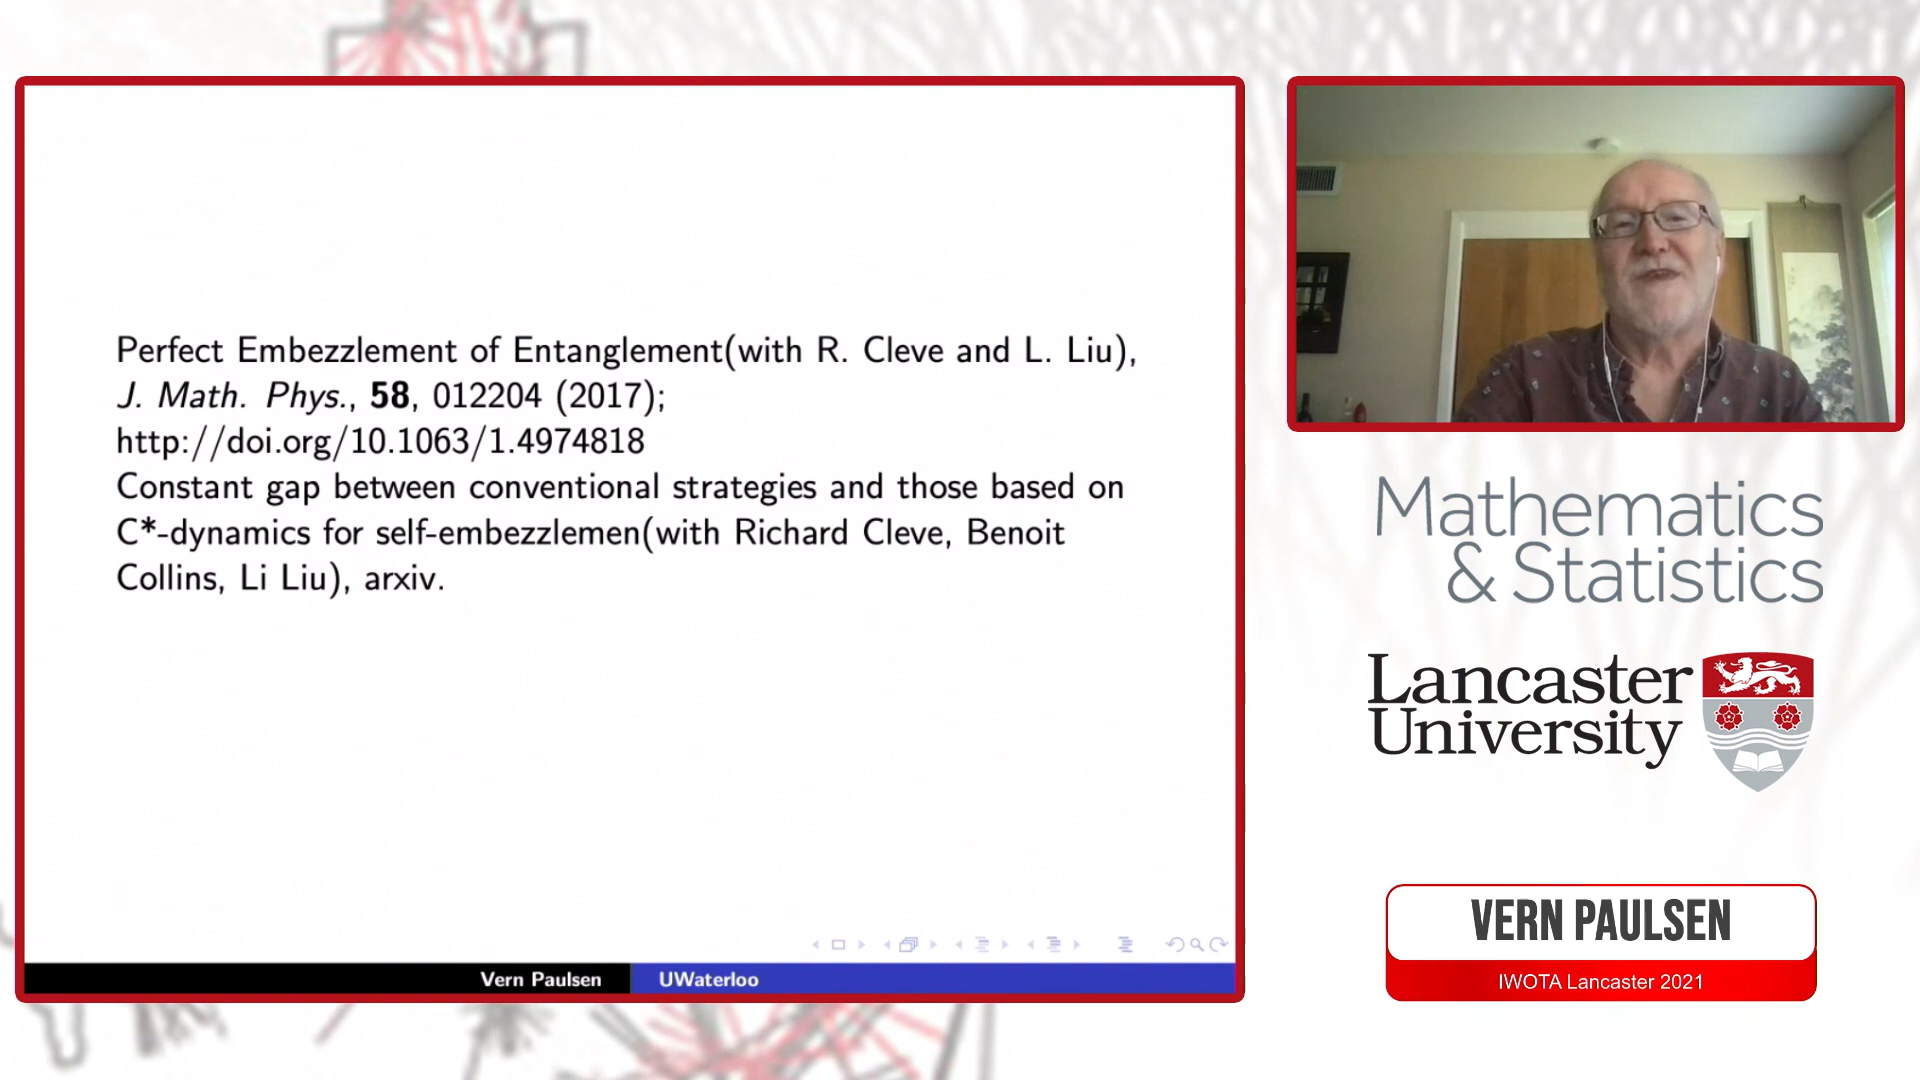 Perfect Embezzlement of Entanglement(with R. Cleve and L. Liu),
J. Math. Phys., 58, 012204 (2017);
http://doi.org/10.1063/1.4974818
Constant gap between conventional strategies and those based on
C*-dynamics for self-embezzlemen(with Richard Cleve, Benoit
Collins, Li Liu), arxiv.
Vern Paulsen
UWaterloo
Mathematics
& Statistics
Lancaster
University
VERN PAULSEN
IWOTA Lancaster 2021